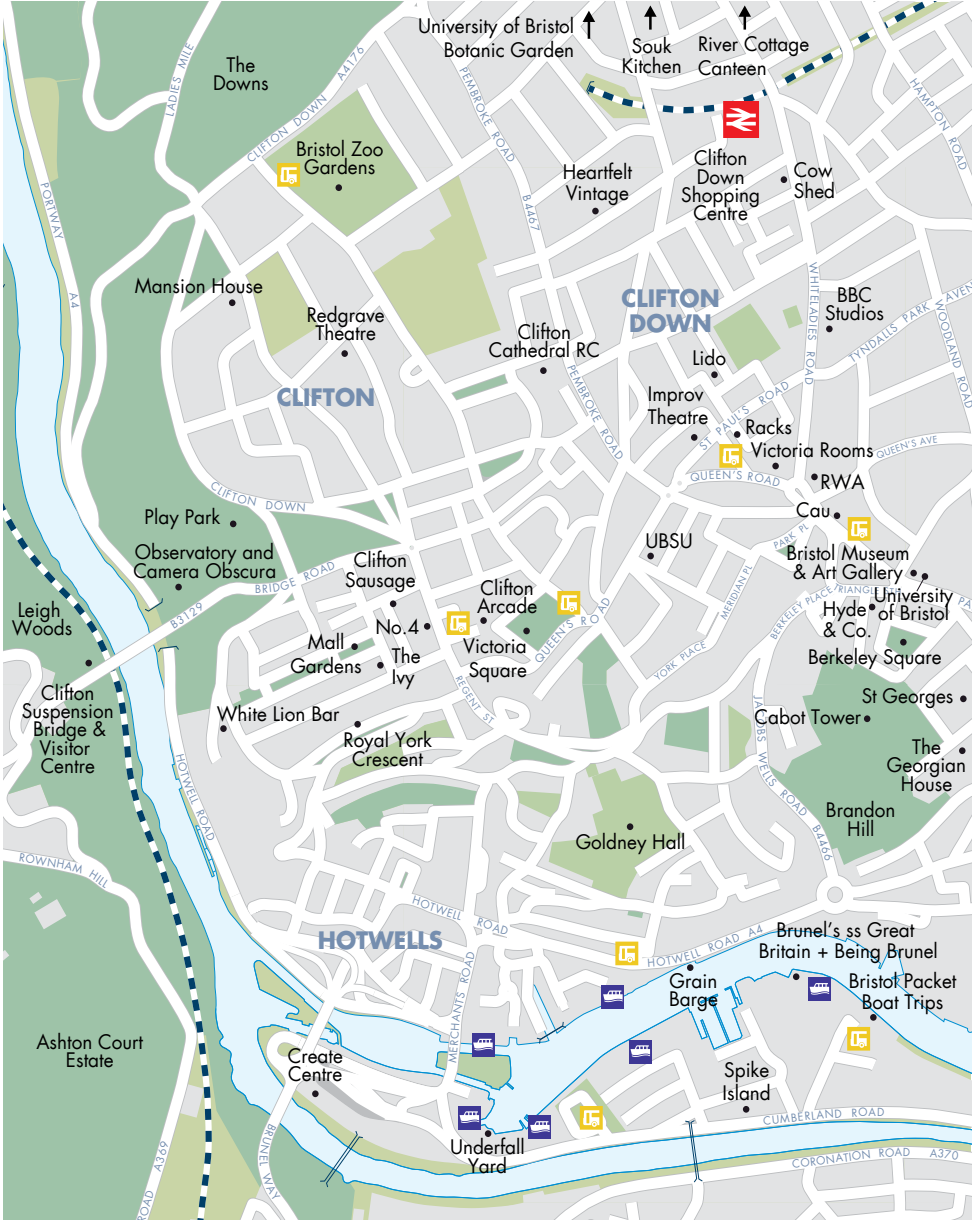 University of Bristol
Botanic Garden
Souk
Kitchen
River Cottage
Canteen
The
Downs
LADIES MILE
CLIFTON DOWN
A4176
PEMBROKE ROAD
B4467
HAMPTON ROAD
Bristol Zoo
Gardens
Heartfelt
Vintage
Clifton
Down
Shopping
Centre
Cow
Shed
PORTWAY
A4
Mansion House
Redgrave
Theatre
Clifton
Cathedral RC
CLIFTON
DOWN
WHITELADIES ROAD
BBC
Studios
TYNDALLS PARK AVEN
WOODLAND ROAD
Lido
CLIFTON
PEMBROKE ROAD
Improv
Theatre
ST PAUL'S ROAD
Racks
Victoria Rooms
QUEEN'S AVE
QUEEN'S ROAD
RWA
CLIFTON DOWN
Play Park
Cau
UBSU
PARK PL
Observatory and
Camera Obscura
BRIDGE ROAD
B3129
Clifton
Sausage
Clifton
Arcade
Bristol Museum
& Art Gallery
MERIDIAN PL
BERKELEY PLACE
TRIANGLE
PA
University
of Bristol
Leigh
Woods
No.4
Victoria
Square
QUEEN'S ROAD
Hyde
& Co.
Mall
Gardens
The
Ivy
Berkeley Square
YORK PLACE
REGENT ST
Clifton
Suspension
Bridge &
Visitor
Centre
White Lion Bar
Royal York
Crescent
St Georges
Cabot Tower
JACOBS WELLS ROAD
B4466
The
Georgian
House
HOTWELL ROAD
Brandon
Hill
Goldney Hall
ROWNHAM HILL
HOTWELL ROAD
HOTWELLS
HOTWELL ROAD A4
Brunel's ss Great
Britain + Being Brunel
Grain
Barge
Bristol Packet
Boat Trips
MERCHANTS ROAD
Ashton Court
Estate
Create
Centre
Spike
Island
CUMBERLAND ROAD
Underfall
Yard
BRUNEL WAY
ROAD
A369
CORONATION ROAD
A370